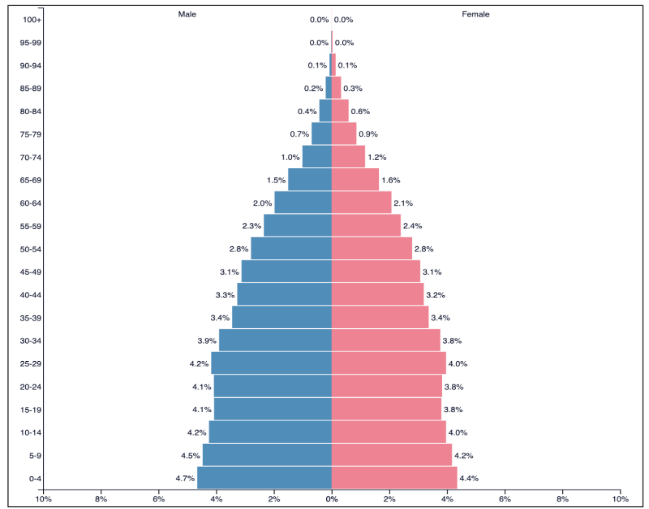 Male Female
100+ 0.0% 0.0%
95-99 0.0% 0.0%
90-94 0.1% 0.1%
85-89 0.2% 0.3%
80-84 0.4% 0.6%
75-79 0.7% 0.9%
70-74 1.0% 1.2%
65-69 1.5% 1.6%
60-64 2.0% 2.1%
55-59 2.3% 2.4%
50-54 2.8% 2.8%
45-49 3.1% 3.1%
40-44 3.3% 3.2%
35-39 3.4% 3.4%
30-34 3.9% 3.8%
25-29 4.2% 4.0%
20-24 4.1% 3.8%
15-19 4.1% 3.8%
10-14 4.2% 4.0%
5-9 4.5% 4.2%
0-4 4.7% 4.4%
10% 8% 6% 4% 2% 0% 2% 4% 6% 8% 10%